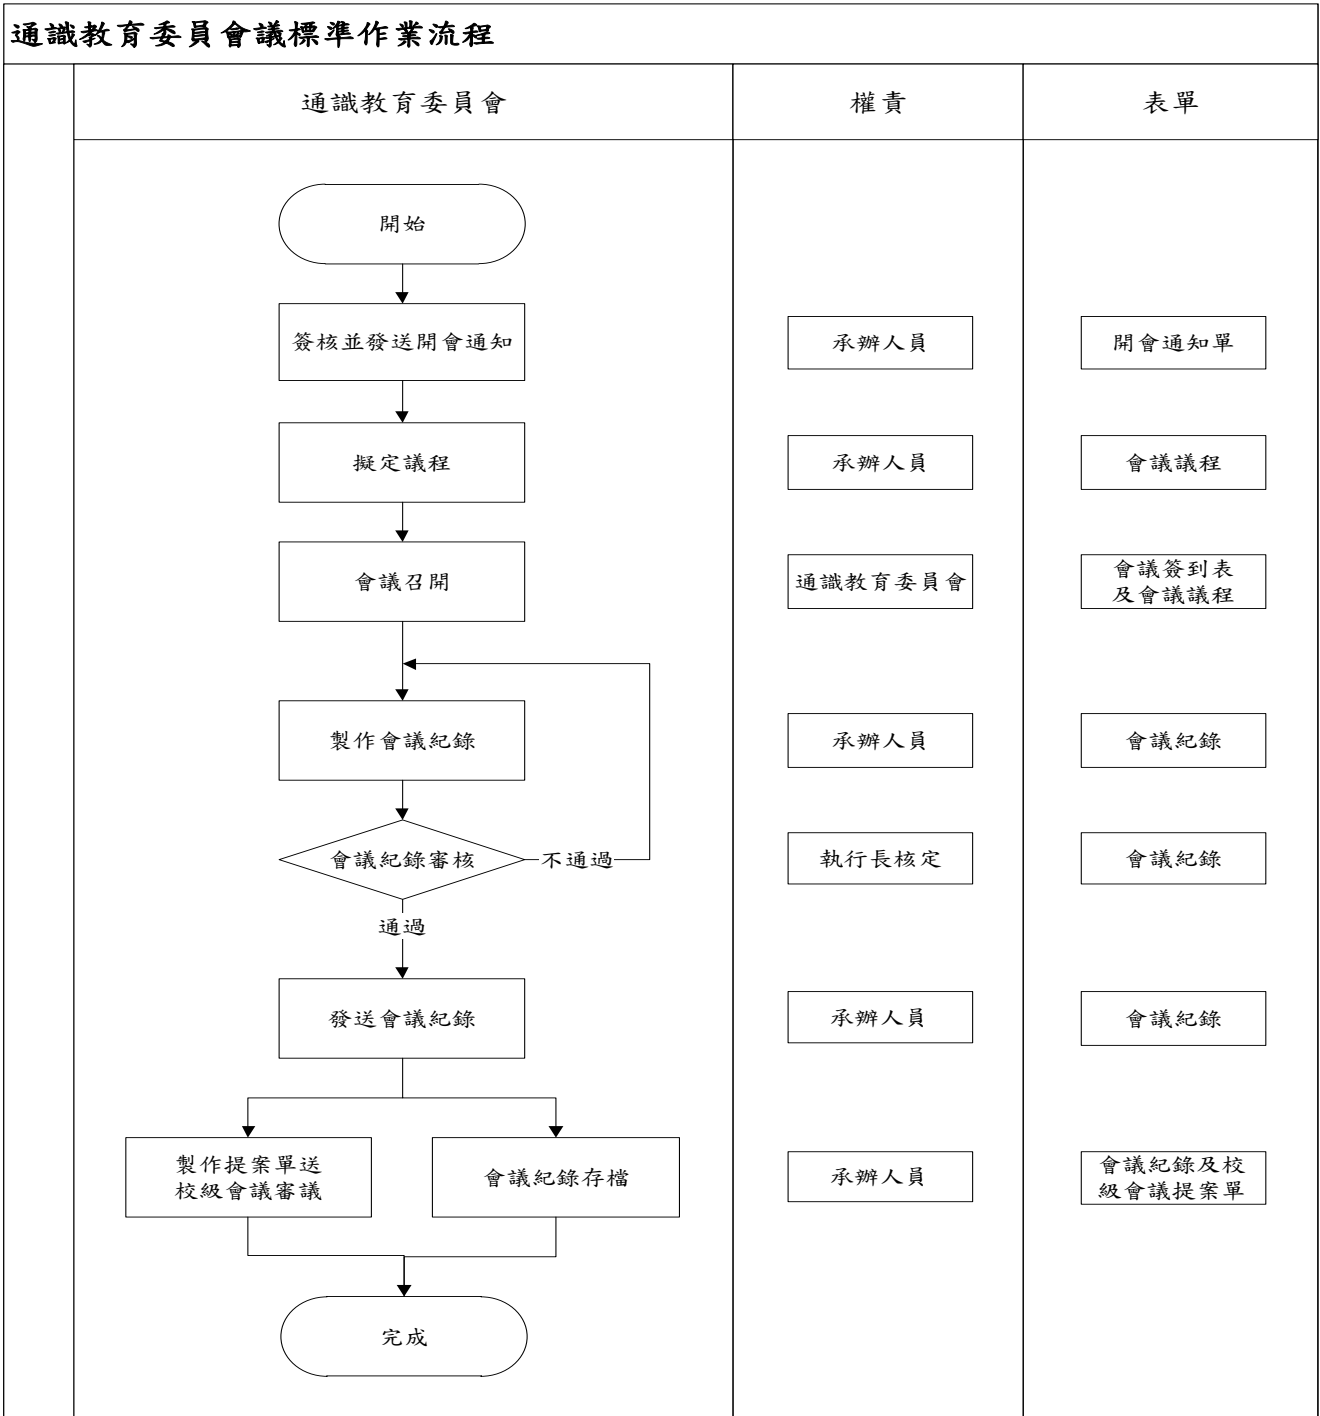 通識教育委員會議標準作業流程
通識教育委員會
權責
表單
開始
簽核並發送開會通知
承辦人員
開會通知單
擬定議程
承辦人員
會議議程
會議召開
通識教育委員會
會議簽到表
及會議議程
製作會議紀錄
承辦人員
會議紀錄
會議紀錄審核
不通過
執行長核定
會議紀錄
通過
發送會議紀錄
承辦人員
會議紀錄
製作提案單送
校級會議審議
會議紀錄存檔
承辦人員
會議紀錄及校
級會議提案單
完成